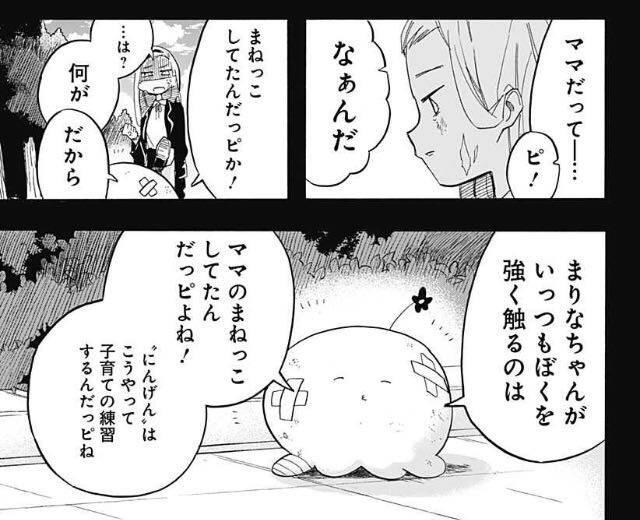 ママだって―…
ピ！
なぁんだ
まねっこ
してたんだっピか！
…は？
何が
だから
まりなちゃんが
いっつもぼくを
強く触るのは
ママのまねっこ
してたん
だっピよね！
〝にんげん〟は
こうやって
子育ての練習
するんだっピね